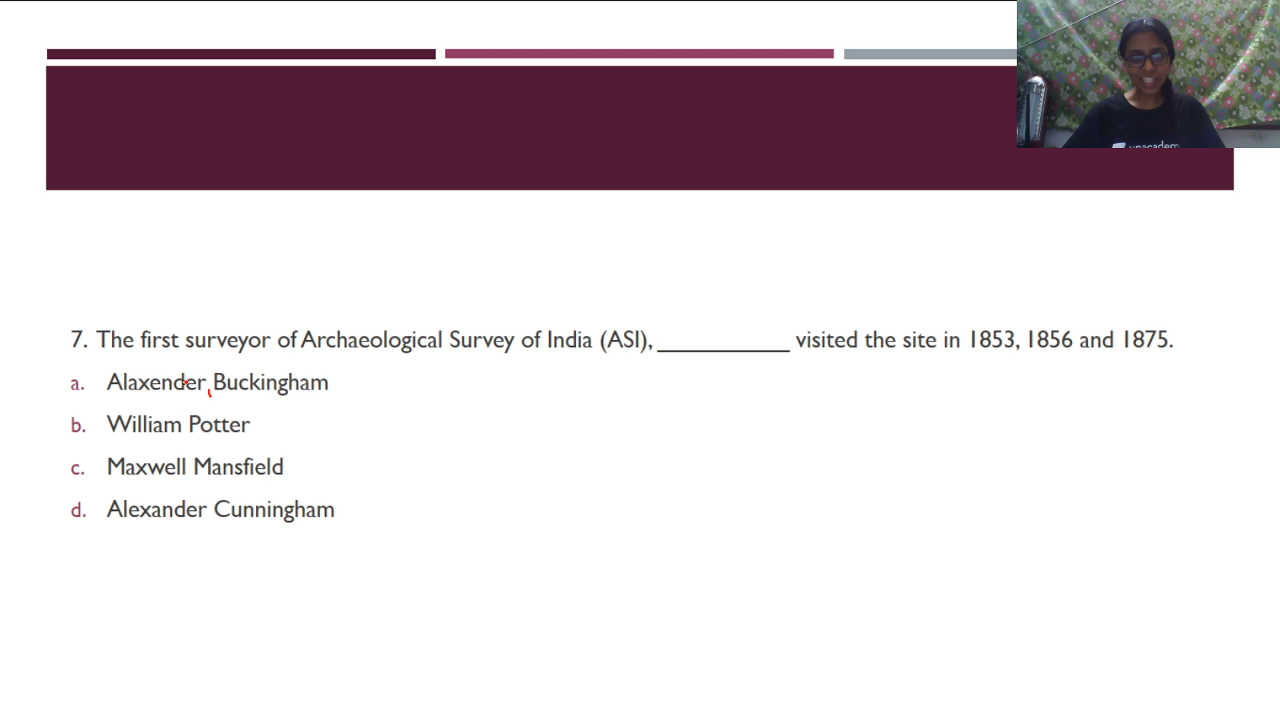 7. The first surveyor of Archaeological Survey of India (ASI), ___________ visited the site in 1853, 1856 and 1875.
a. Alaxender Buckingham
b. William Potter
c. Maxwell Mansfield
d. Alexander Cunningham